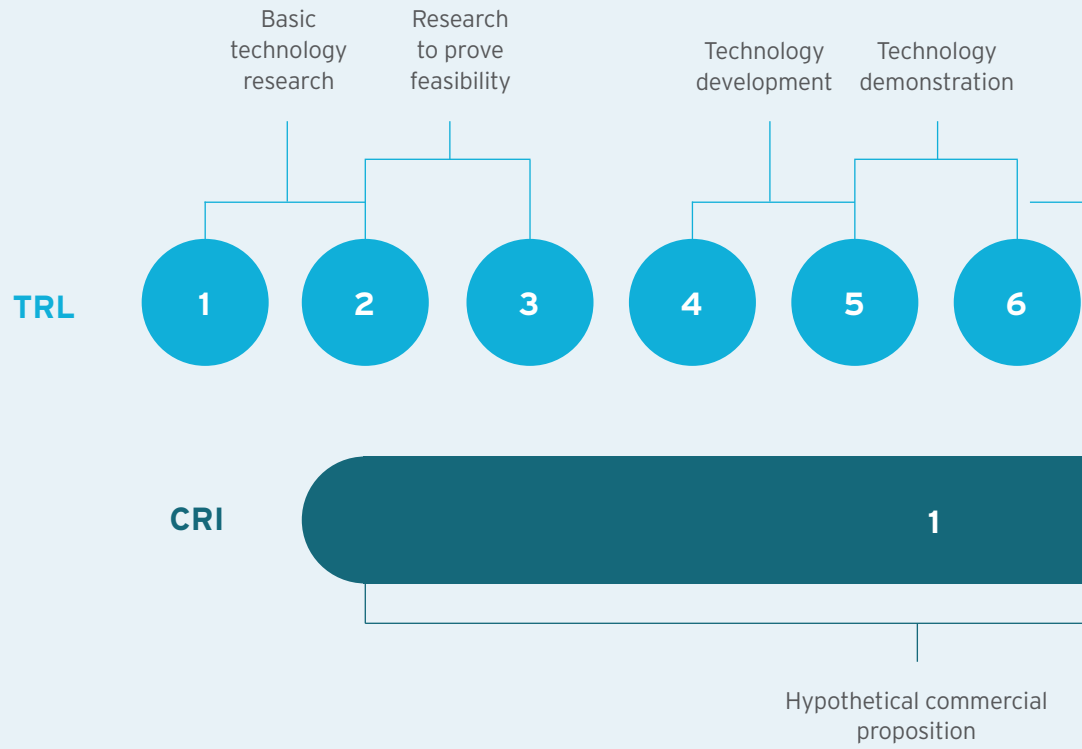 Basic
technology
research
Research
to prove
feasibility
Technology
development
Technology
demonstration
TRL
1
2
3
4
5
6
CRI
1
Hypothetical commercial
proposition